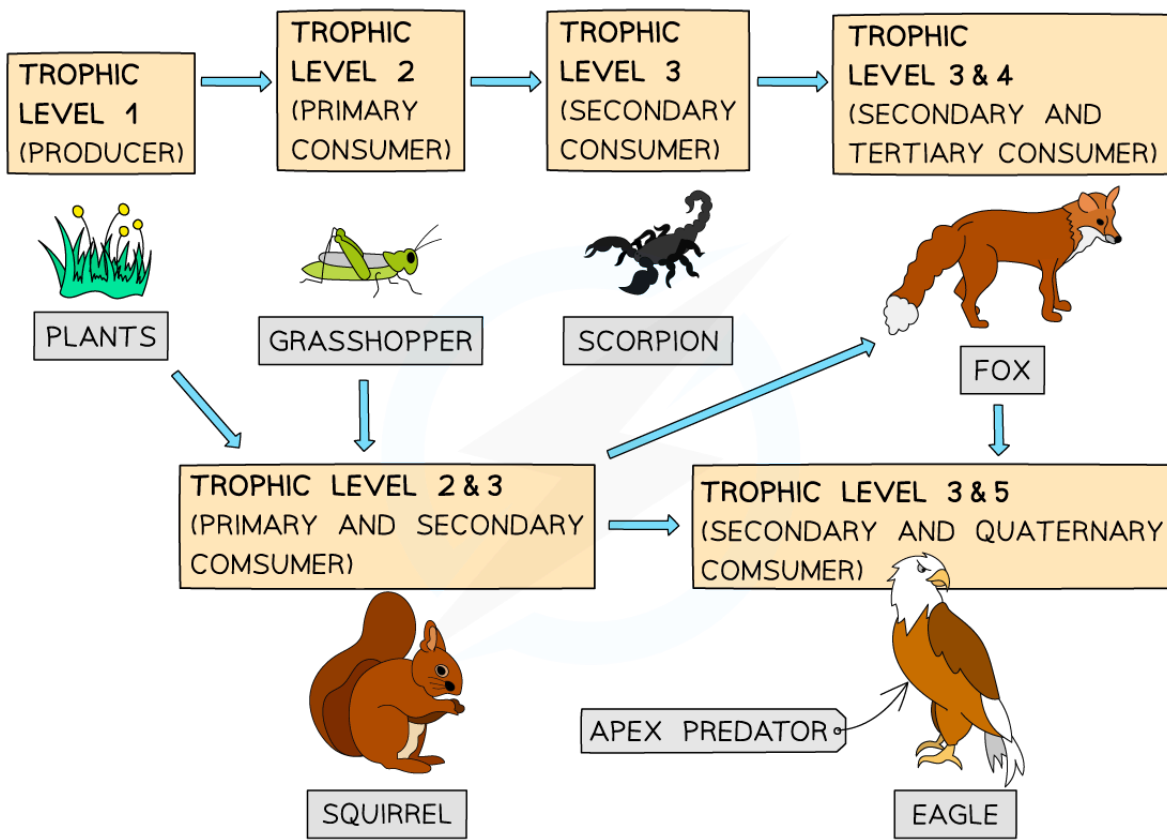 TROPHIC
LEVEL 1
(PRODUCER)
TROPHIC
LEVEL 2
(PRIMARY
CONSUMER)
TROPHIC
LEVEL 3
(SECONDARY
CONSUMER)
TROPHIC
LEVEL 3 & 4
(SECONDARY AND
TERTIARY CONSUMER)
PLANTS
GRASSHOPPER
SCORPION
FOX
TROPHIC LEVEL 2 & 3
(PRIMARY AND SECONDARY
COMSUMER)
TROPHIC LEVEL 3 & 5
(SECONDARY AND QUATERNARY
COMSUMER)
APEX PREDATOR
SQUIRREL
EAGLE